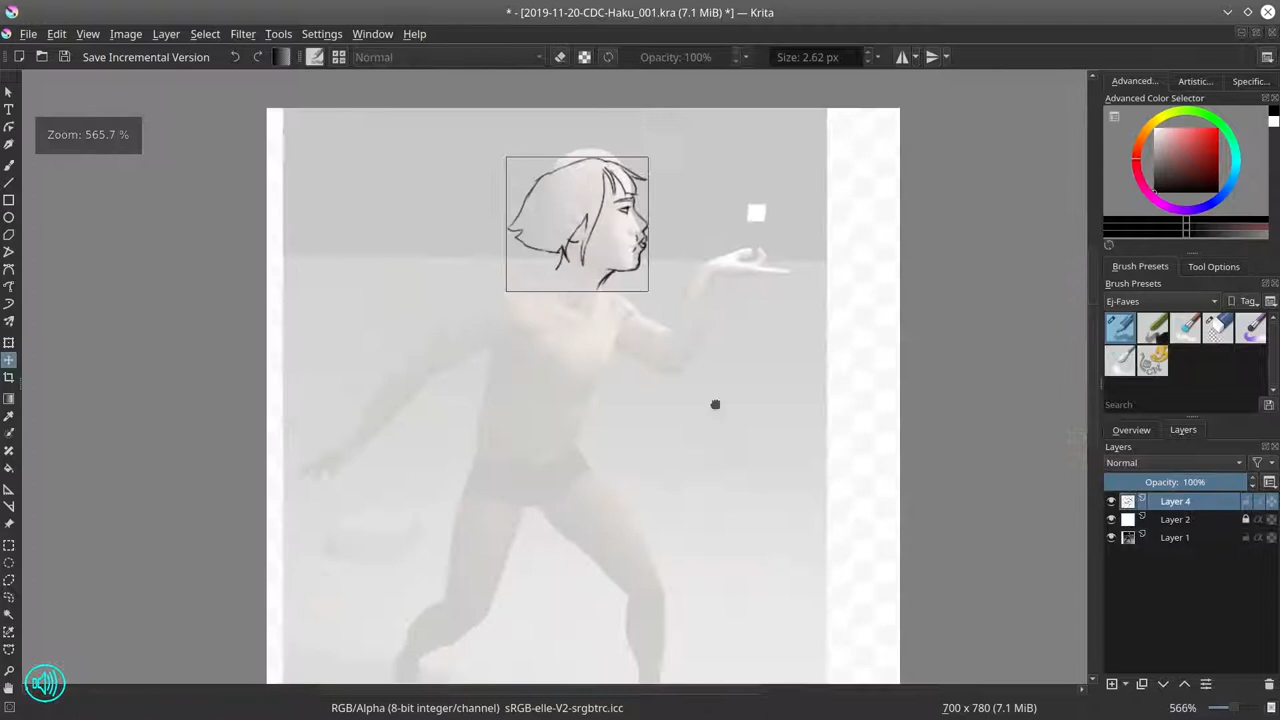 * - [2019-11-20-CDC-Haku_001.kra (7.1 MiB) *] — Krita
File Edit View Image Layer Select Filter Tools Settings Window Help
Save Incremental Version Normal Opacity: 100% Size: 2.62 px
Advanced... Artistic... Specific...
Advanced Color Selector
Zoom: 565.7 %
Brush Presets Tool Options
Brush Presets
Ej-Faves Tag
Search
Overview Layers
Layers
Normal
Opacity: 100%
Layer 4
Layer 2
Layer 1
RGB/Alpha (8-bit integer/channel) sRGB-elle-V2-srgbtrc.icc 700 x 780 (7.1 MiB) 566%